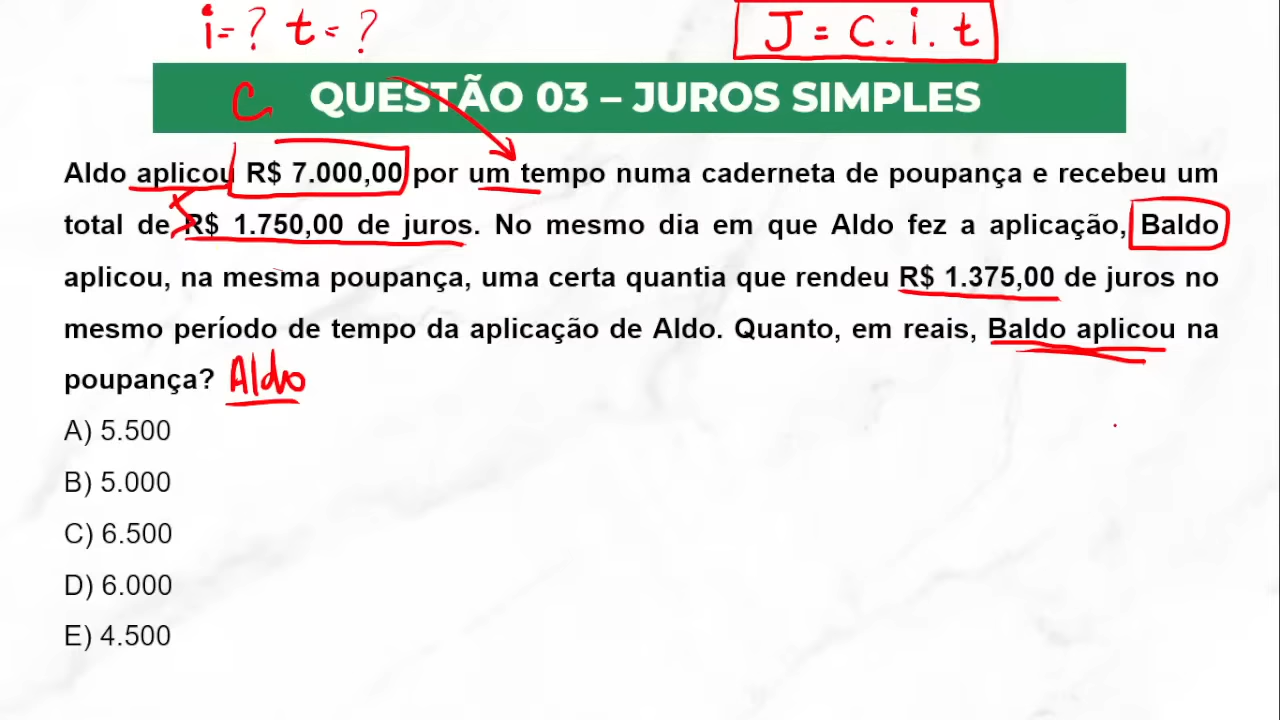 i=? t=?
J = C.i.t
C
QUESTÃO 03 – JUROS SIMPLES
Aldo aplicou R$ 7.000,00 por um tempo numa caderneta de poupança e recebeu um
total de R$ 1.750,00 de juros. No mesmo dia em que Aldo fez a aplicação, Baldo
aplicou, na mesma poupança, uma certa quantia que rendeu R$ 1.375,00 de juros no
mesmo período de tempo da aplicação de Aldo. Quanto, em reais, Baldo aplicou na
poupança? Aldo
A) 5.500
B) 5.000
C) 6.500
D) 6.000
E) 4.500